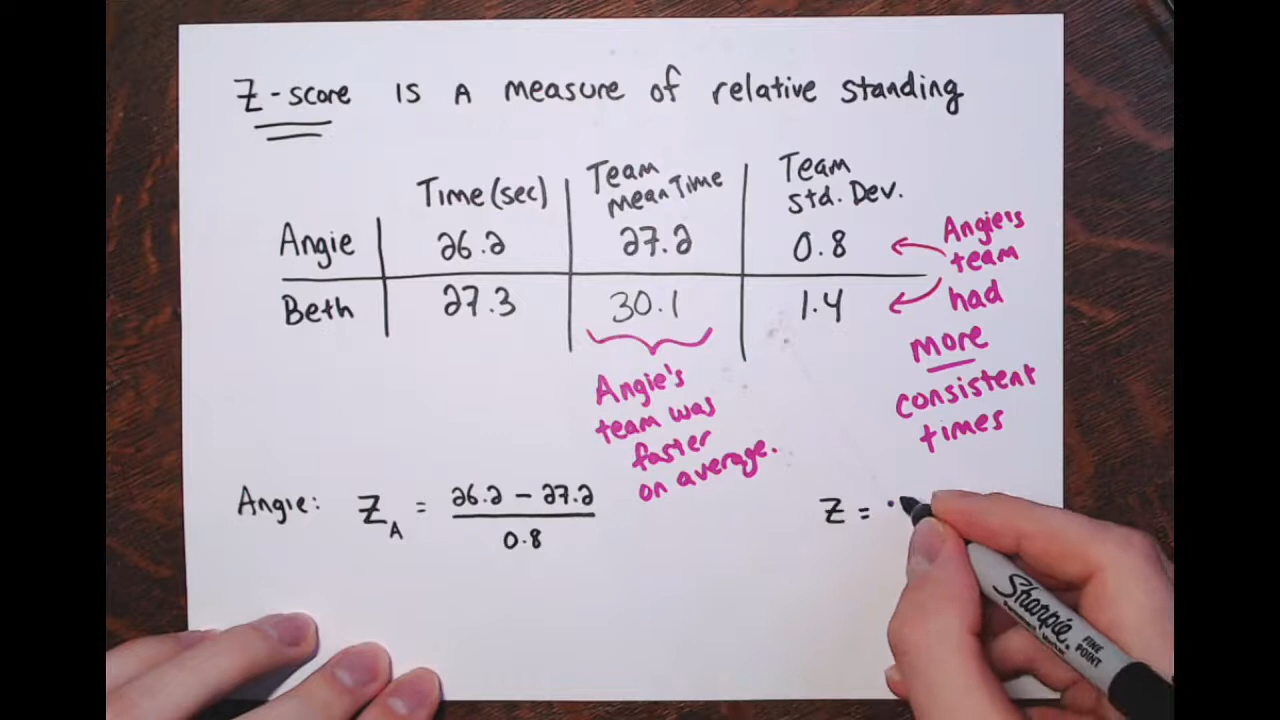 Z-score IS A measure of relative standing
Time (sec)
Team
mean Time
Team
std. Dev.
Angie 26.2 27.2 0.8
Beth 27.3 30.1 1.4
Angie's
team
had
more
consistent
times
Angie's
team was
faster
on average.
Angie: Z_A = 26.2 - 27.2
0.8
Z =
Sharpie.
Permanent Marker
FINE
POINT